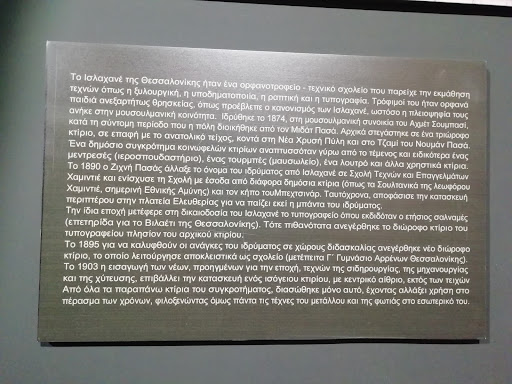 Το Ισλαχανέ της Θεσσαλονίκης ήταν ένα ορφανοτροφείο - τεχνικό σχολείο που παρείχε την εκμάθηση
τεχνών όπως η ξυλουργική, η υποδηματοποιία, η ραπτική και η τυπογραφία. Τρόφιμοί του ήταν ορφανά
παιδιά ανεξαρτήτως θρησκείας, όπως προέβλεπε ο κανονισμός των Ισλαχανέ, ωστόσο η πλειοψηφία τους
ανήκε στην μουσουλμανική κοινότητα. Ιδρύθηκε το 1874, στη μουσουλμανική συνοικία του Αχμέτ Σουμπασί,
κατά τη σύντομη περίοδο που η πόλη διοικήθηκε από τον Μιδάτ Πασά. Αρχικά στεγάστηκε σε ένα τριώροφο
κτίριο, σε επαφή με το ανατολικό τείχος, κοντά στη Νέα Χρυσή Πύλη και στο Τζαμί του Νουμάν Πασά.
Ένα δημόσιο συγκρότημα κοινωφελών κτιρίων αναπτυσσόταν γύρω από το τέμενος και ειδικότερα ένας
μεντρεσές (ιεροσπουδαστήριο), ένας τουρμπές (μαυσωλείο), ένα λουτρό και άλλα χρηστικά κτίρια.
Το 1890 ο Ζιχνή Πασάς άλλαξε το όνομα του ιδρύματος από Ισλαχανέ σε Σχολή Τεχνών και Επαγγελμάτων
Χαμιντιέ και ενίσχυσε τη Σχολή με έσοδα από διάφορα δημόσια κτίρια (όπως τα Σουλτανικά της λεωφόρου
Χαμιντιέ, σημερινή Εθνικής Αμύνης) και τον κήπο τουΜπεχτσινάρ. Ταυτόχρονα, αποφάσισε την κατασκευή
περιπτέρου στην πλατεία Ελευθερίας για να παίζει εκεί η μπάντα του ιδρύματος.
Την ίδια εποχή μετέφερε στη δικαιοδοσία του Ισλαχανέ το τυπογραφείο όπου εκδιδόταν ο επήσιος σαλναμές
(επετηρίδα για το Βιλαέτι της Θεσσαλονίκης). Τότε πιθανότατα ανεγέρθηκε το διώροφο κτίριο του
τυπογραφείου πλησίον του αρχικού κτιρίου.
Το 1895 για να καλυφθούν οι ανάγκες του ιδρύματος σε χώρους διδασκαλίας ανεγέρθηκε νέο διώροφο
κτίριο, το οποίο λειτούργησε αποκλειστικά ως σχολείο (μετέπειτα Γ΄ Γυμνάσιο Αρρένων Θεσσαλονίκης).
Το 1903 η εισαγωγή των νέων, προηγμένων για την εποχή, τεχνών της σιδηρουργίας, της μηχανουργίας
και της χύτευσης, επιβάλλει την κατασκευή ενός ισόγειου κτιρίου, με κεντρικό αίθριο, εκτός των τειχών
Από όλα τα παραπάνω κτίρια του συγκροτήματος, διασώθηκε μόνο αυτό, έχοντας αλλάξει χρήση στο
πέρασμα των χρόνων, φιλοξενώντας όμως πάντα τις τέχνες του μετάλλου και της φωτιάς στο εσωτερικό του.